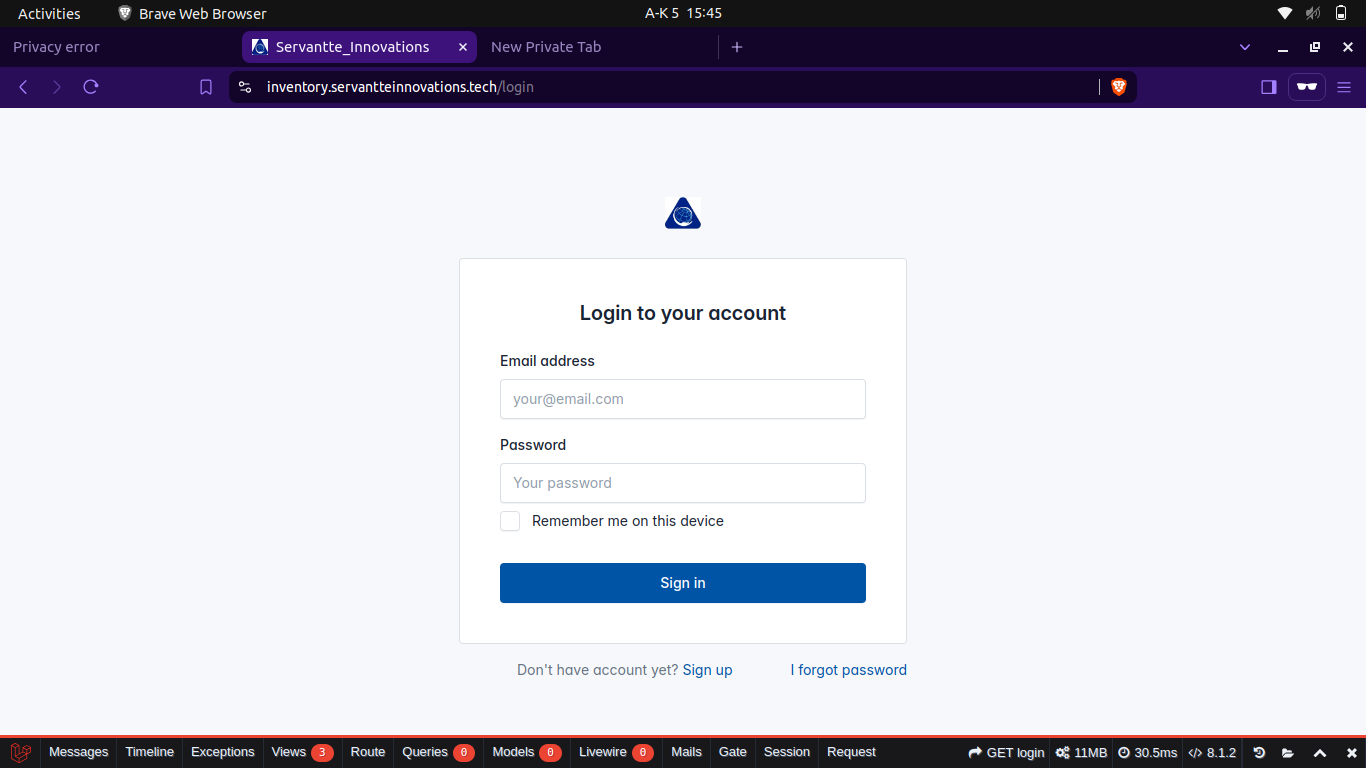 Activities Brave Web Browser A-K 5 15:45
Privacy error Servantte_Innovations New Private Tab
inventory.servantteinnovations.tech/login
Login to your account
Email address
your@email.com
Password
Your password
Remember me on this device
Sign in
Don't have account yet? Sign up I forgot password
Messages Timeline Exceptions Views 3 Route Queries 0 Models 0 Livewire 0 Mails Gate Session Request GET login 11MB 30.5ms 8.1.2